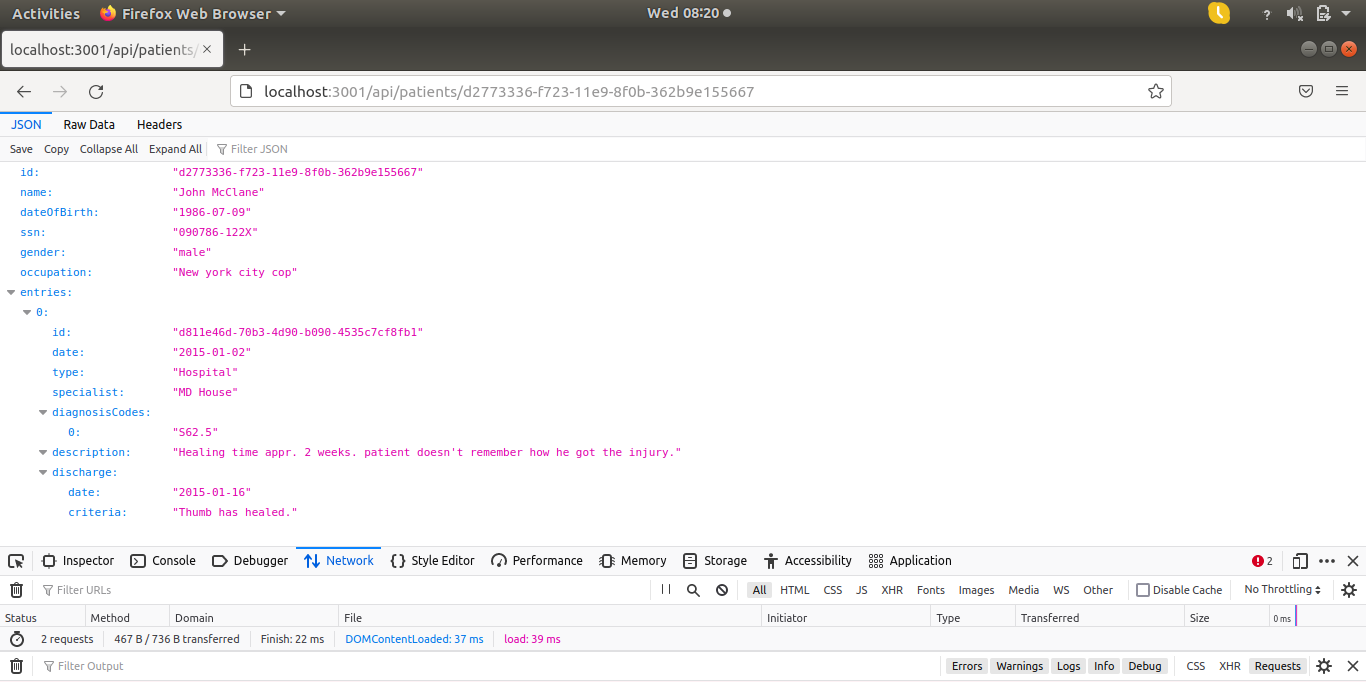 Activities Firefox Web Browser Wed 08:20
localhost:3001/api/patients/
localhost:3001/api/patients/d2773336-f723-11e9-8f0b-362b9e155667
JSON Raw Data Headers
Save Copy Collapse All Expand All Filter JSON
id: "d2773336-f723-11e9-8f0b-362b9e155667"
name: "John McClane"
dateOfBirth: "1986-07-09"
ssn: "090786-122X"
gender: "male"
occupation: "New york city cop"
entries:
0:
id: "d811e46d-70b3-4d90-b090-4535c7cf8fb1"
date: "2015-01-02"
type: "Hospital"
specialist: "MD House"
diagnosisCodes:
0: "S62.5"
description: "Healing time appr. 2 weeks. patient doesn't remember how he got the injury."
discharge:
date: "2015-01-16"
criteria: "Thumb has healed."
Inspector Console Debugger Network Style Editor Performance Memory Storage Accessibility Application 2
Filter URLs All HTML CSS JS XHR Fonts Images Media WS Other Disable Cache No Throttling
Status Method Domain File Initiator Type Transferred Size 0 ms
2 requests 467 B / 736 B transferred Finish: 22 ms DOMContentLoaded: 37 ms load: 39 ms
Filter Output Errors Warnings Logs Info Debug CSS XHR Requests